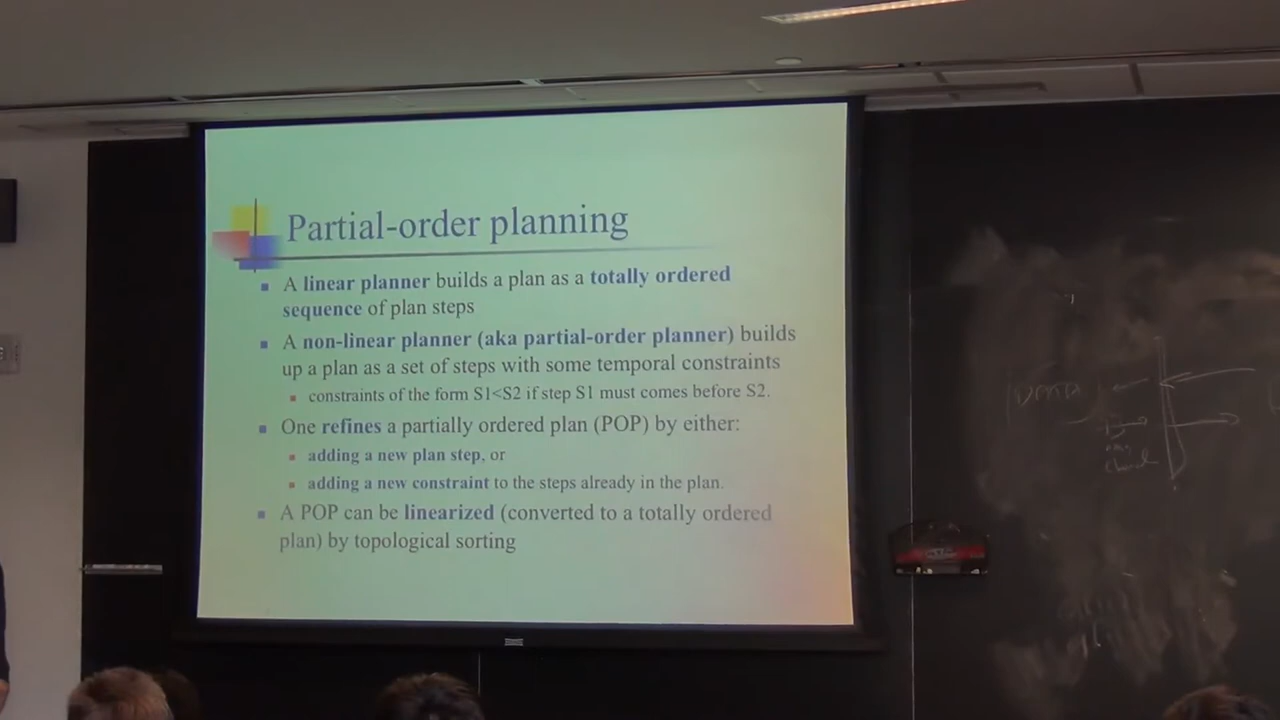 Partial-order planning
A linear planner builds a plan as a totally ordered
sequence of plan steps
A non-linear planner (aka partial-order planner) builds
up a plan as a set of steps with some temporal constraints
constraints of the form S1<S2 if step S1 must comes before S2.
One refines a partially ordered plan (POP) by either:
adding a new plan step, or
adding a new constraint to the steps already in the plan.
A POP can be linearized (converted to a totally ordered
plan) by topological sorting